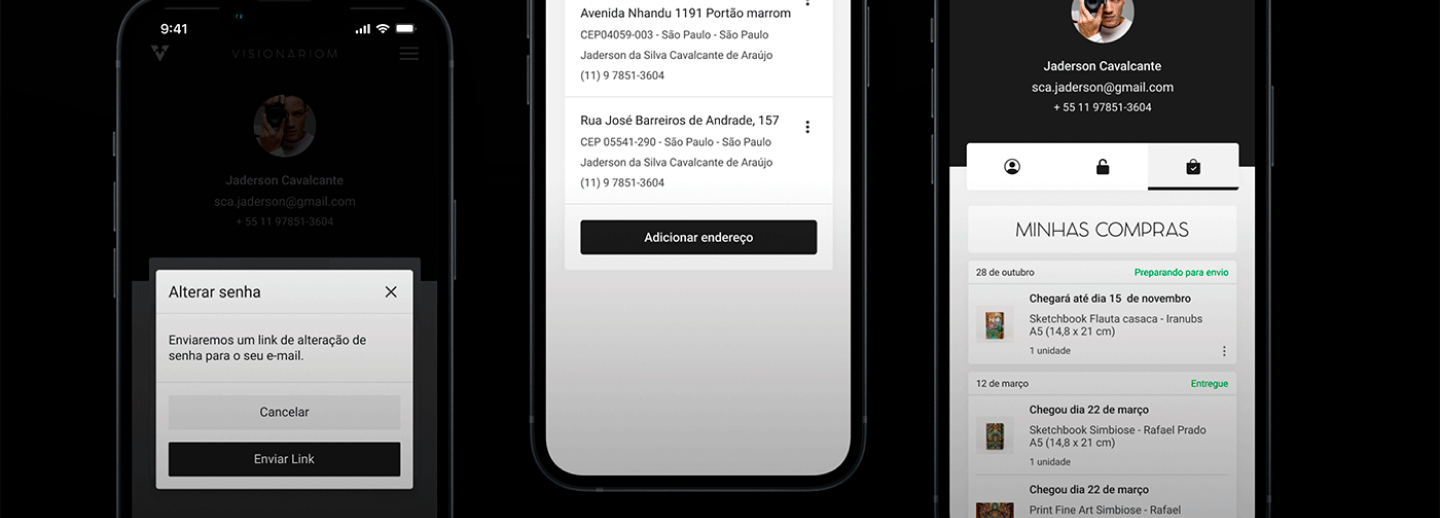 9:41
VISIONARIOM
Jaderson Cavalcante
sca.jaderson@gmail.com
+ 55 11 97851-3604
Alterar senha
Enviaremos um link de alteração de
senha para o seu e-mail.
Cancelar
Enviar Link
Avenida Nhandu 1191 Portão marrom
CEP04059-003 - São Paulo - São Paulo
Jaderson da Silva Cavalcante de Araújo
(11) 9 7851-3604
Rua José Barreiros de Andrade, 157
CEP 05541-290 - São Paulo - São Paulo
Jaderson da Silva Cavalcante de Araújo
(11) 9 7851-3604
Adicionar endereço
Jaderson Cavalcante
sca.jaderson@gmail.com
+ 55 11 97851-3604
MINHAS COMPRAS
28 de outubro
Preparando para envio
Chegará até dia 15 de novembro
Sketchbook Flauta casaca - Iranubs
A5 (14,8 x 21 cm)
1 unidade
12 de março
Entregue
Chegou dia 22 de março
Sketchbook Simbiose - Rafael Prado
A5 (14,8 x 21 cm)
1 unidade
Chegou dia 22 de março
Print Fine Art Simbiose - Rafael